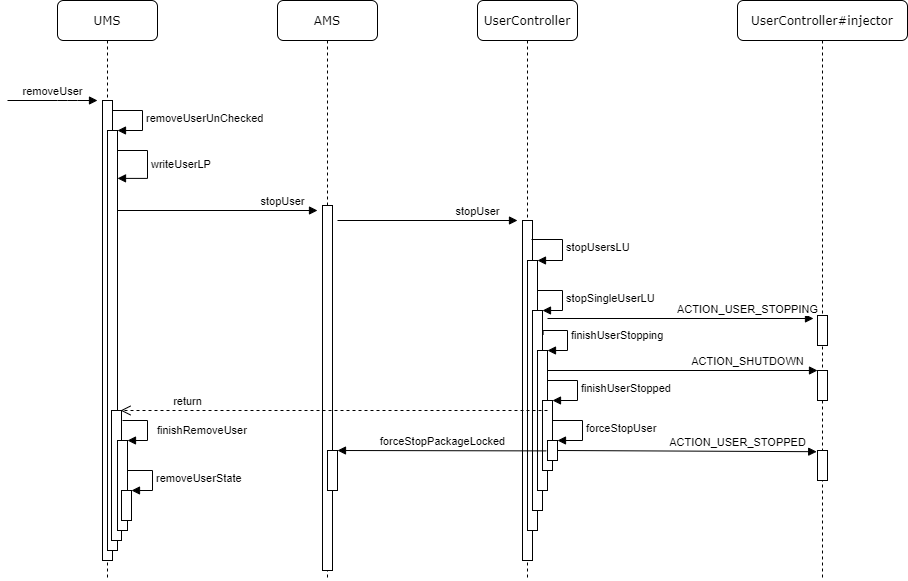 UMS
AMS
UserController
UserController#injector
removeUser
removeUserUnChecked
writeUserLP
stopUser
stopUser
stopUsersLU
stopSingleUserLU
ACTION_USER_STOPPING
finishUserStopping
ACTION_SHUTDOWN
finishUserStopped
return
finishRemoveUser
forceStopUser
forceStopPackageLocked
ACTION_USER_STOPPED
removeUserState